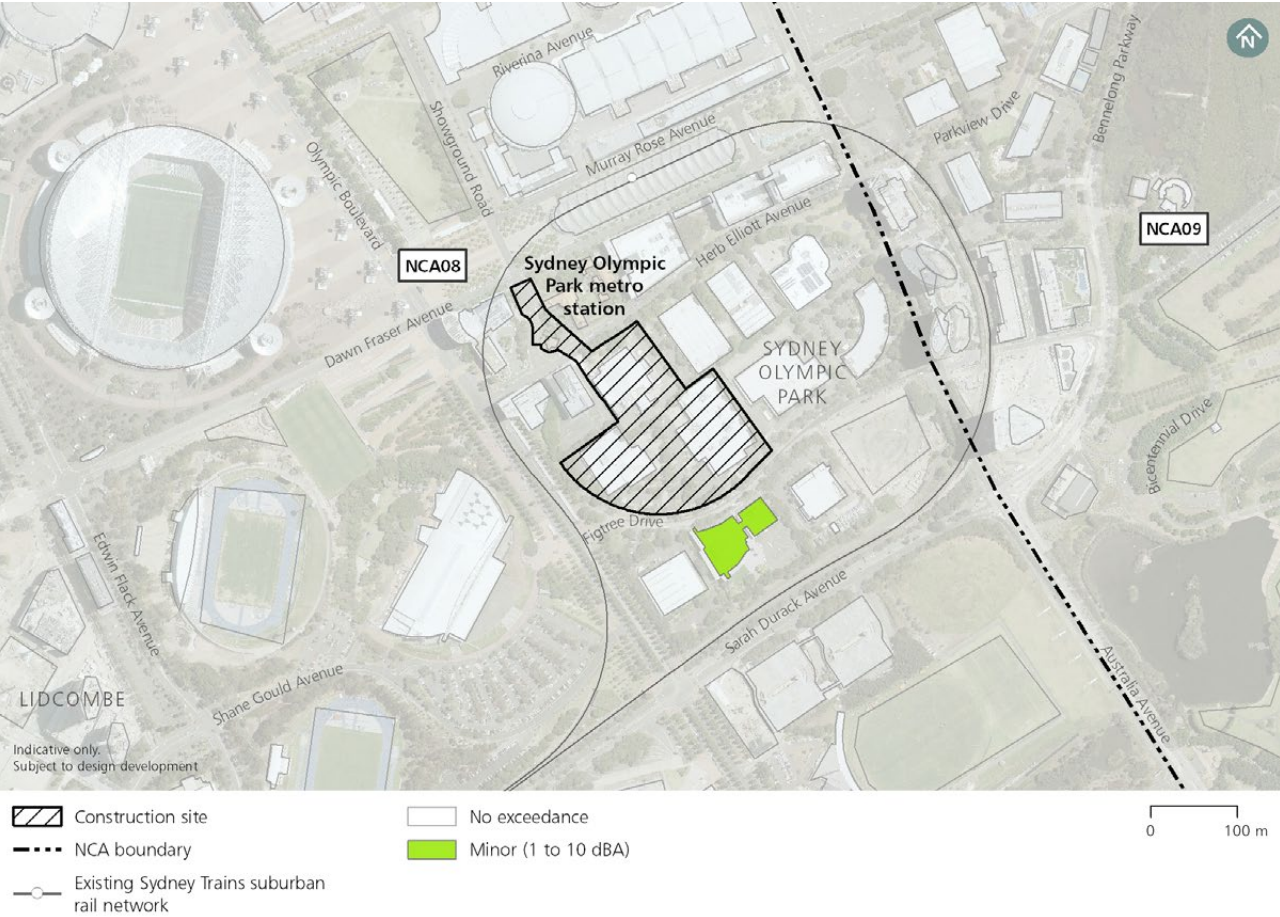 N
Riverina Avenue
Bennelong Parkway
Showground Road
Parkview Drive
Murray Rose Avenue
Olympic Boulevard
NCA09
Herb Elliott Avenue
NCA08
Sydney Olympic
Park metro
station
Dawn Fraser Avenue
SYDNEY
OLYMPIC
PARK
Bicentennial Drive
Figtree Drive
Edwin Flack Avenue
Sarah Durack Avenue
Australia Avenue
Shane Gould Avenue
LIDCOMBE
Indicative only.
Subject to design development
Construction site
NCA boundary
Existing Sydney Trains suburban
rail network
No exceedance
Minor (1 to 10 dBA)
0 100 m